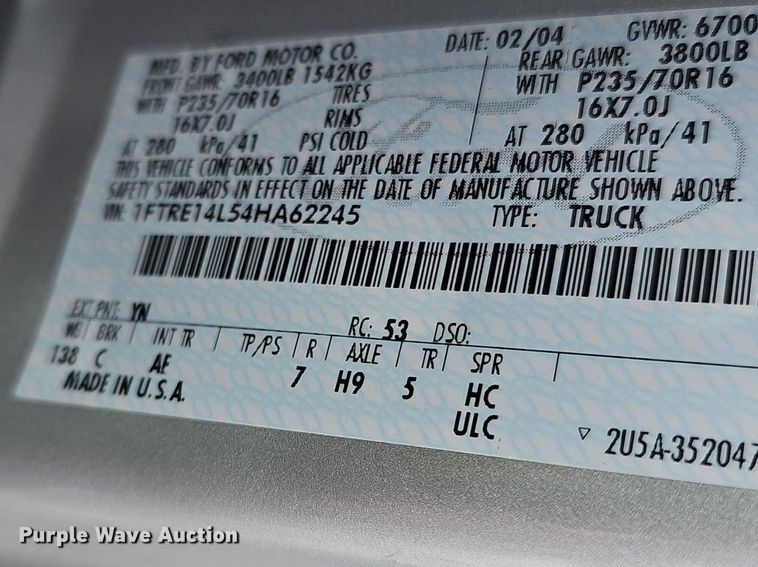 MFD. BY FORD MOTOR CO. DATE: 02/04 GVWR: 6700
FRONT GAWR: 3400LB 1542KG REAR GAWR: 3800LB
WITH P235/70R16 TIRES WITH P235/70R16
16X7.0J RIMS 16X7.0J
AT 280 kPa/41 PSI COLD AT 280 kPa/41
THIS VEHICLE CONFORMS TO ALL APPLICABLE FEDERAL MOTOR VEHICLE
SAFETY STANDARDS IN EFFECT ON THE DATE OF MANUFACTURE SHOWN ABOVE.
VIN: 1FTRE14L54HA62245 TYPE: TRUCK
EXT PNT: YN RC: 53 DSO:
WB BRK INT TR TP/PS R AXLE TR SPR
138 C AE 7 H9 5 HC
MADE IN U.S.A. ULC
▽ 2U5A-352047
Purple Wave Auction